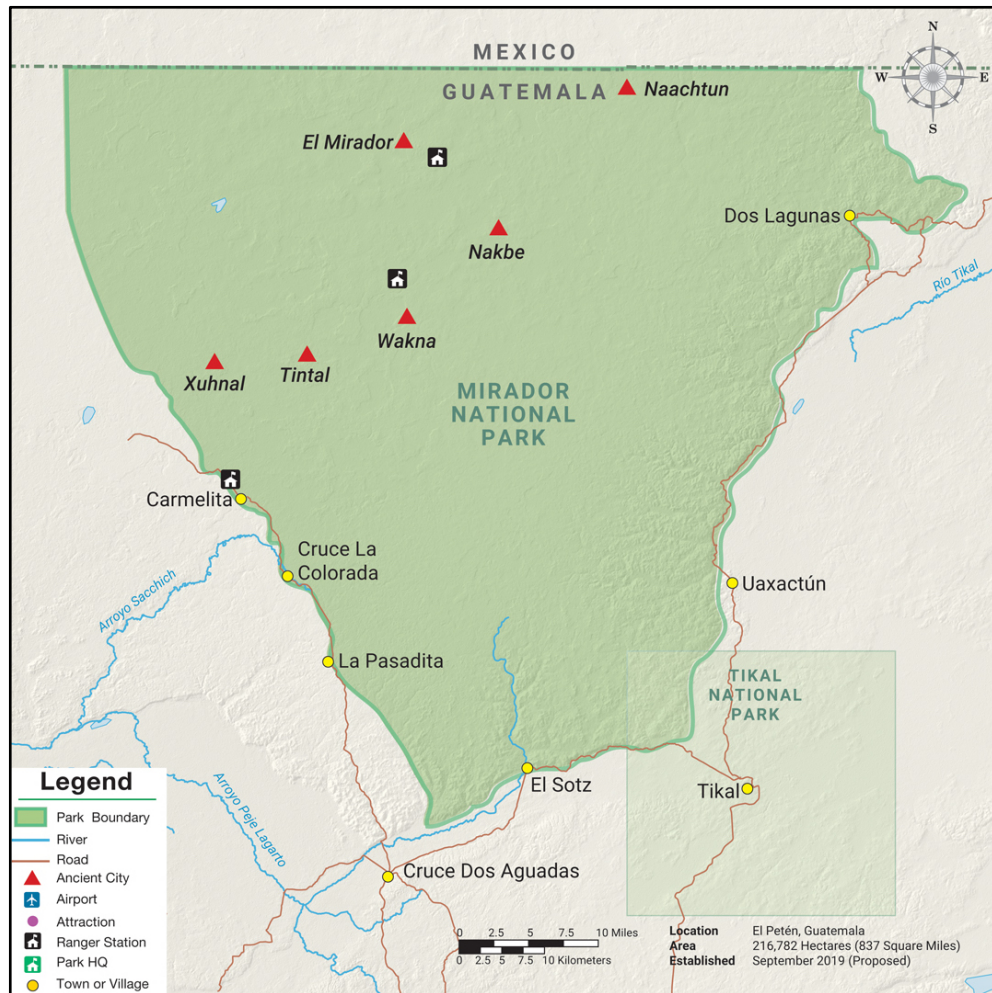 MEXICO
GUATEMALA
N
W
E
S
Naachtun
El Mirador
Dos Lagunas
Nakbe
Río Tikal
Wakna
Xuhnal
Tintal
MIRADOR
NATIONAL
PARK
Carmelita
Cruce La
Colorada
Arroyo Sacchich
Uaxactún
La Pasadita
TIKAL
NATIONAL
PARK
El Sotz
Tikal
Arroyo Peje Lagarto
Cruce Dos Aguadas
Legend
Park Boundary
River
Road
Ancient City
Airport
Attraction
Ranger Station
Park HQ
Town or Village
0 2.5 5 7.5 10 Miles
0 2.5 5 7.5 10 Kilometers
Location El Petén, Guatemala
Area 216,782 Hectares (837 Square Miles)
Established September 2019 (Proposed)